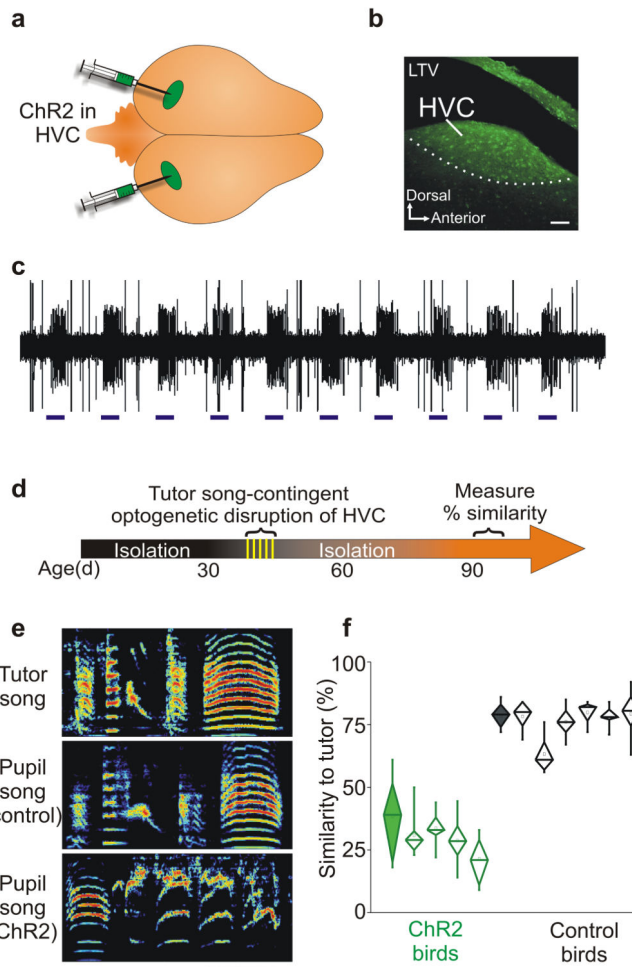 a
ChR2 in
HVC
b
LTV
HVC
Dorsal
Anterior
c
d
Tutor song-contingent
optogenetic disruption of HVC
Measure
% similarity
Isolation
Isolation
Age(d)
30
60
90
e
Tutor
song
Pupil
song
control)
Pupil
song
ChR2)
f
Similarity to tutor (%)
100
75
50
25
0
ChR2
birds
Control
birds